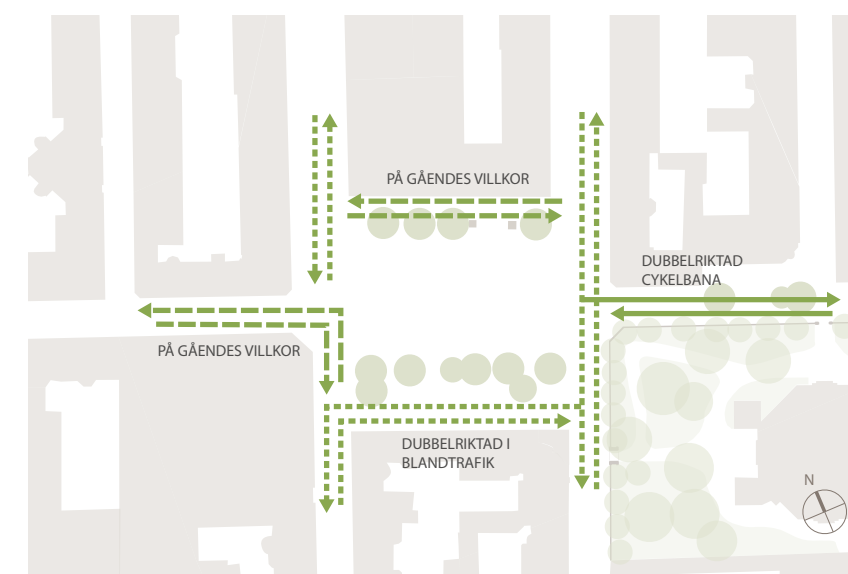 PÅ GÅENDES VILLKOR
DUBBELRIKTAD
CYKELBANA
PÅ GÅENDES VILLKOR
DUBBELRIKTAD I
BLANDTRAFIK
N